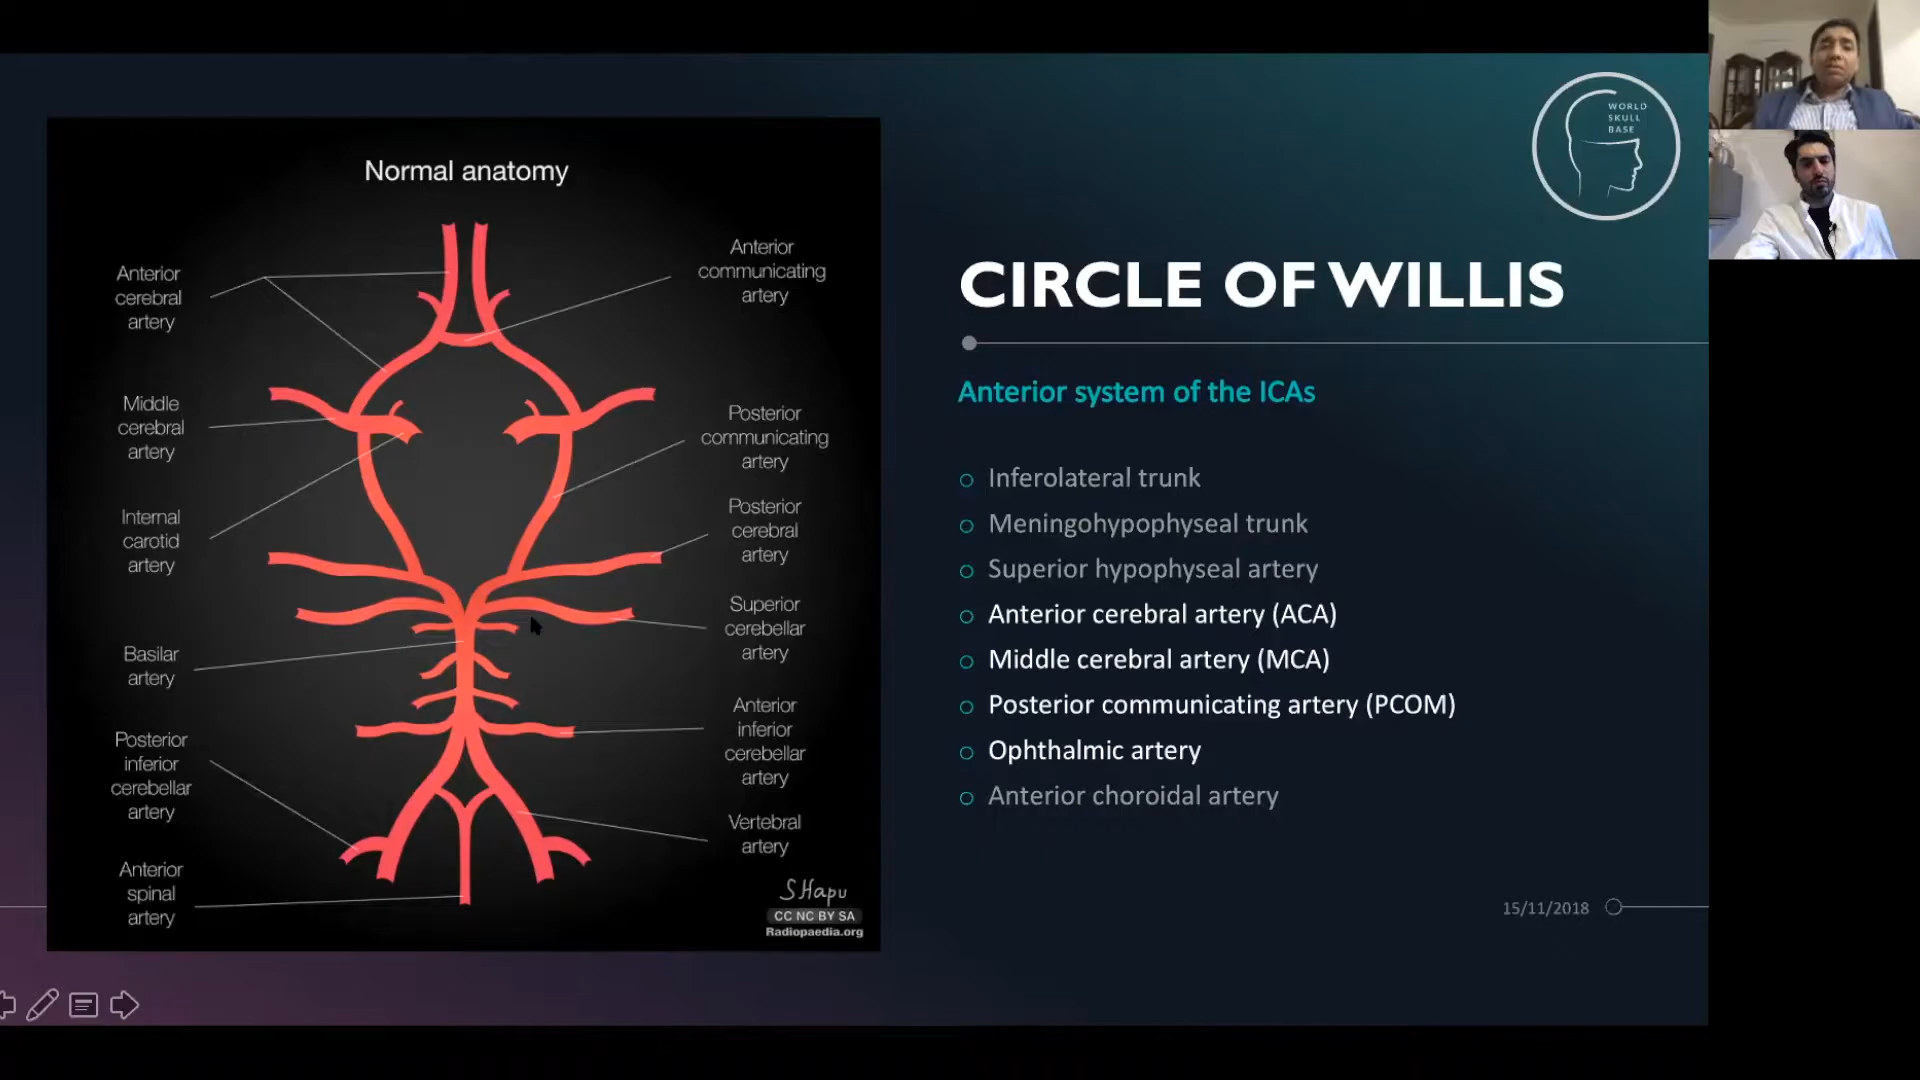 Normal anatomy
Anterior
cerebral
artery
Middle
cerebral
artery
Internal
carotid
artery
Basilar
artery
Posterior
inferior
cerebellar
artery
Anterior
spinal
artery
Anterior
communicating
artery
Posterior
communicating
artery
Posterior
cerebral
artery
Superior
cerebellar
artery
Anterior
inferior
cerebellar
artery
Vertebral
artery
SHapu
CC NC BY SA
Radiopaedia.org
WORLD
SKULL
BASE
CIRCLE OF WILLIS
Anterior system of the ICAs
Inferolateral trunk
Meningohypophyseal trunk
Superior hypophyseal artery
Anterior cerebral artery (ACA)
Middle cerebral artery (MCA)
Posterior communicating artery (PCOM)
Ophthalmic artery
Anterior choroidal artery
15/11/2018